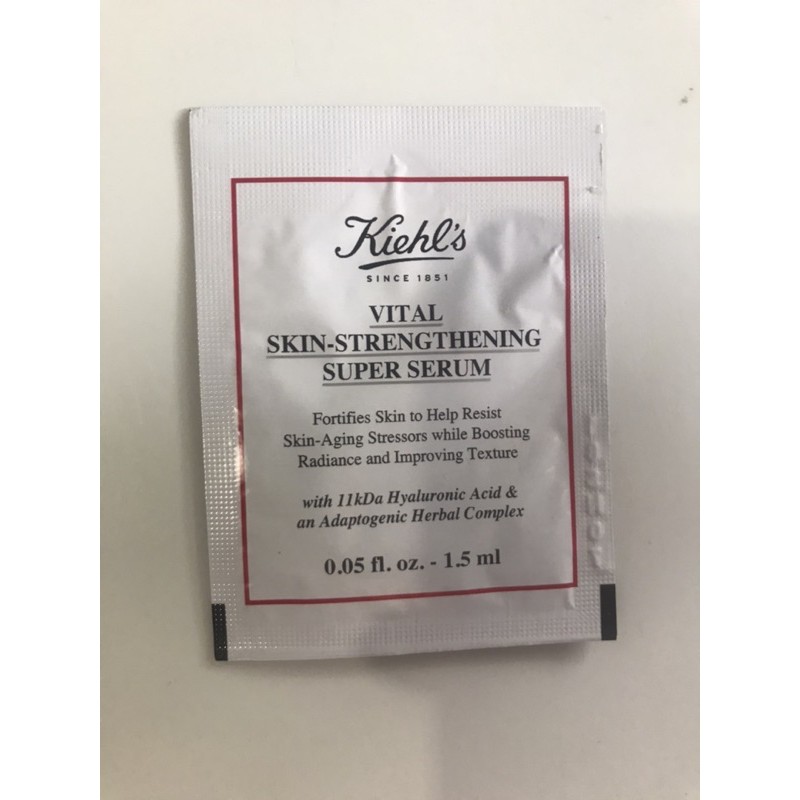 Kiehl's
SINCE 1851
VITAL
SKIN-STRENGTHENING
SUPER SERUM
Fortifies Skin to Help Resist
Skin-Aging Stressors while Boosting
Radiance and Improving Texture
with 11kDa Hyaluronic Acid &
an Adaptogenic Herbal Complex
0.05 fl. oz. - 1.5 ml